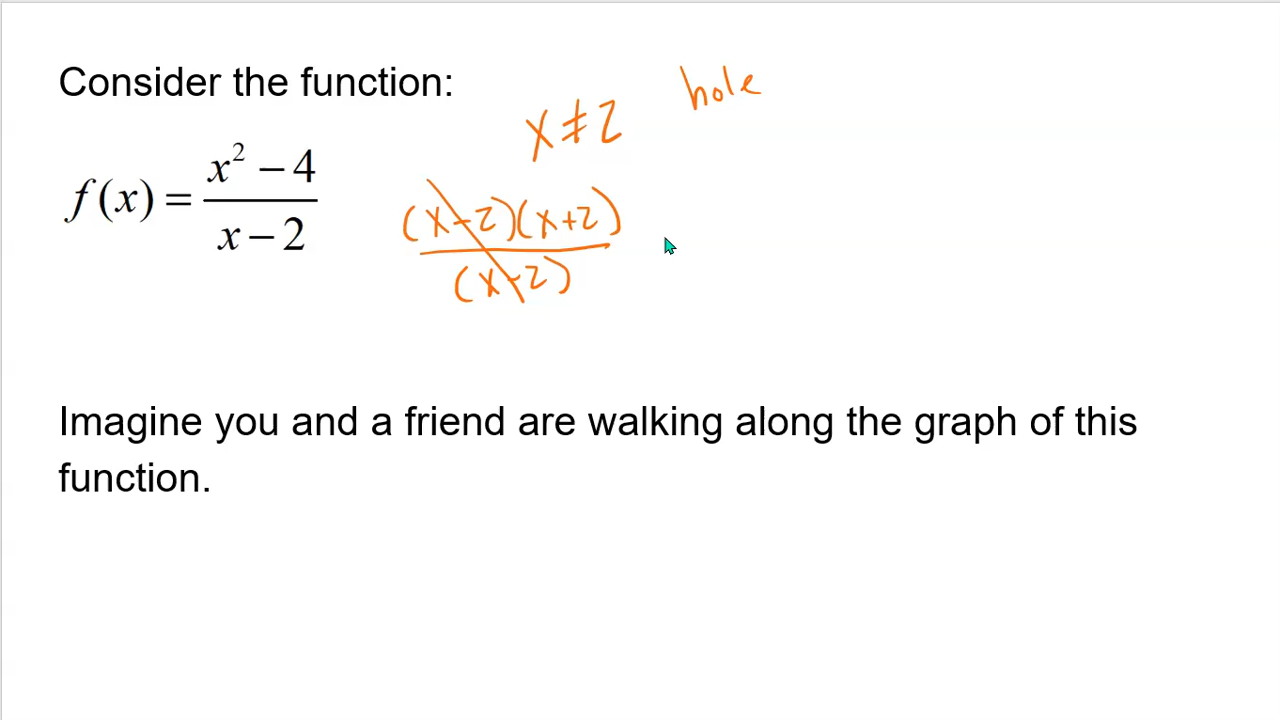 Consider the function:
hole
x ≠ 2
f(x) = (x² − 4)/(x − 2)
(x−2)(x+2)
(x−2)
Imagine you and a friend are walking along the graph of this
function.